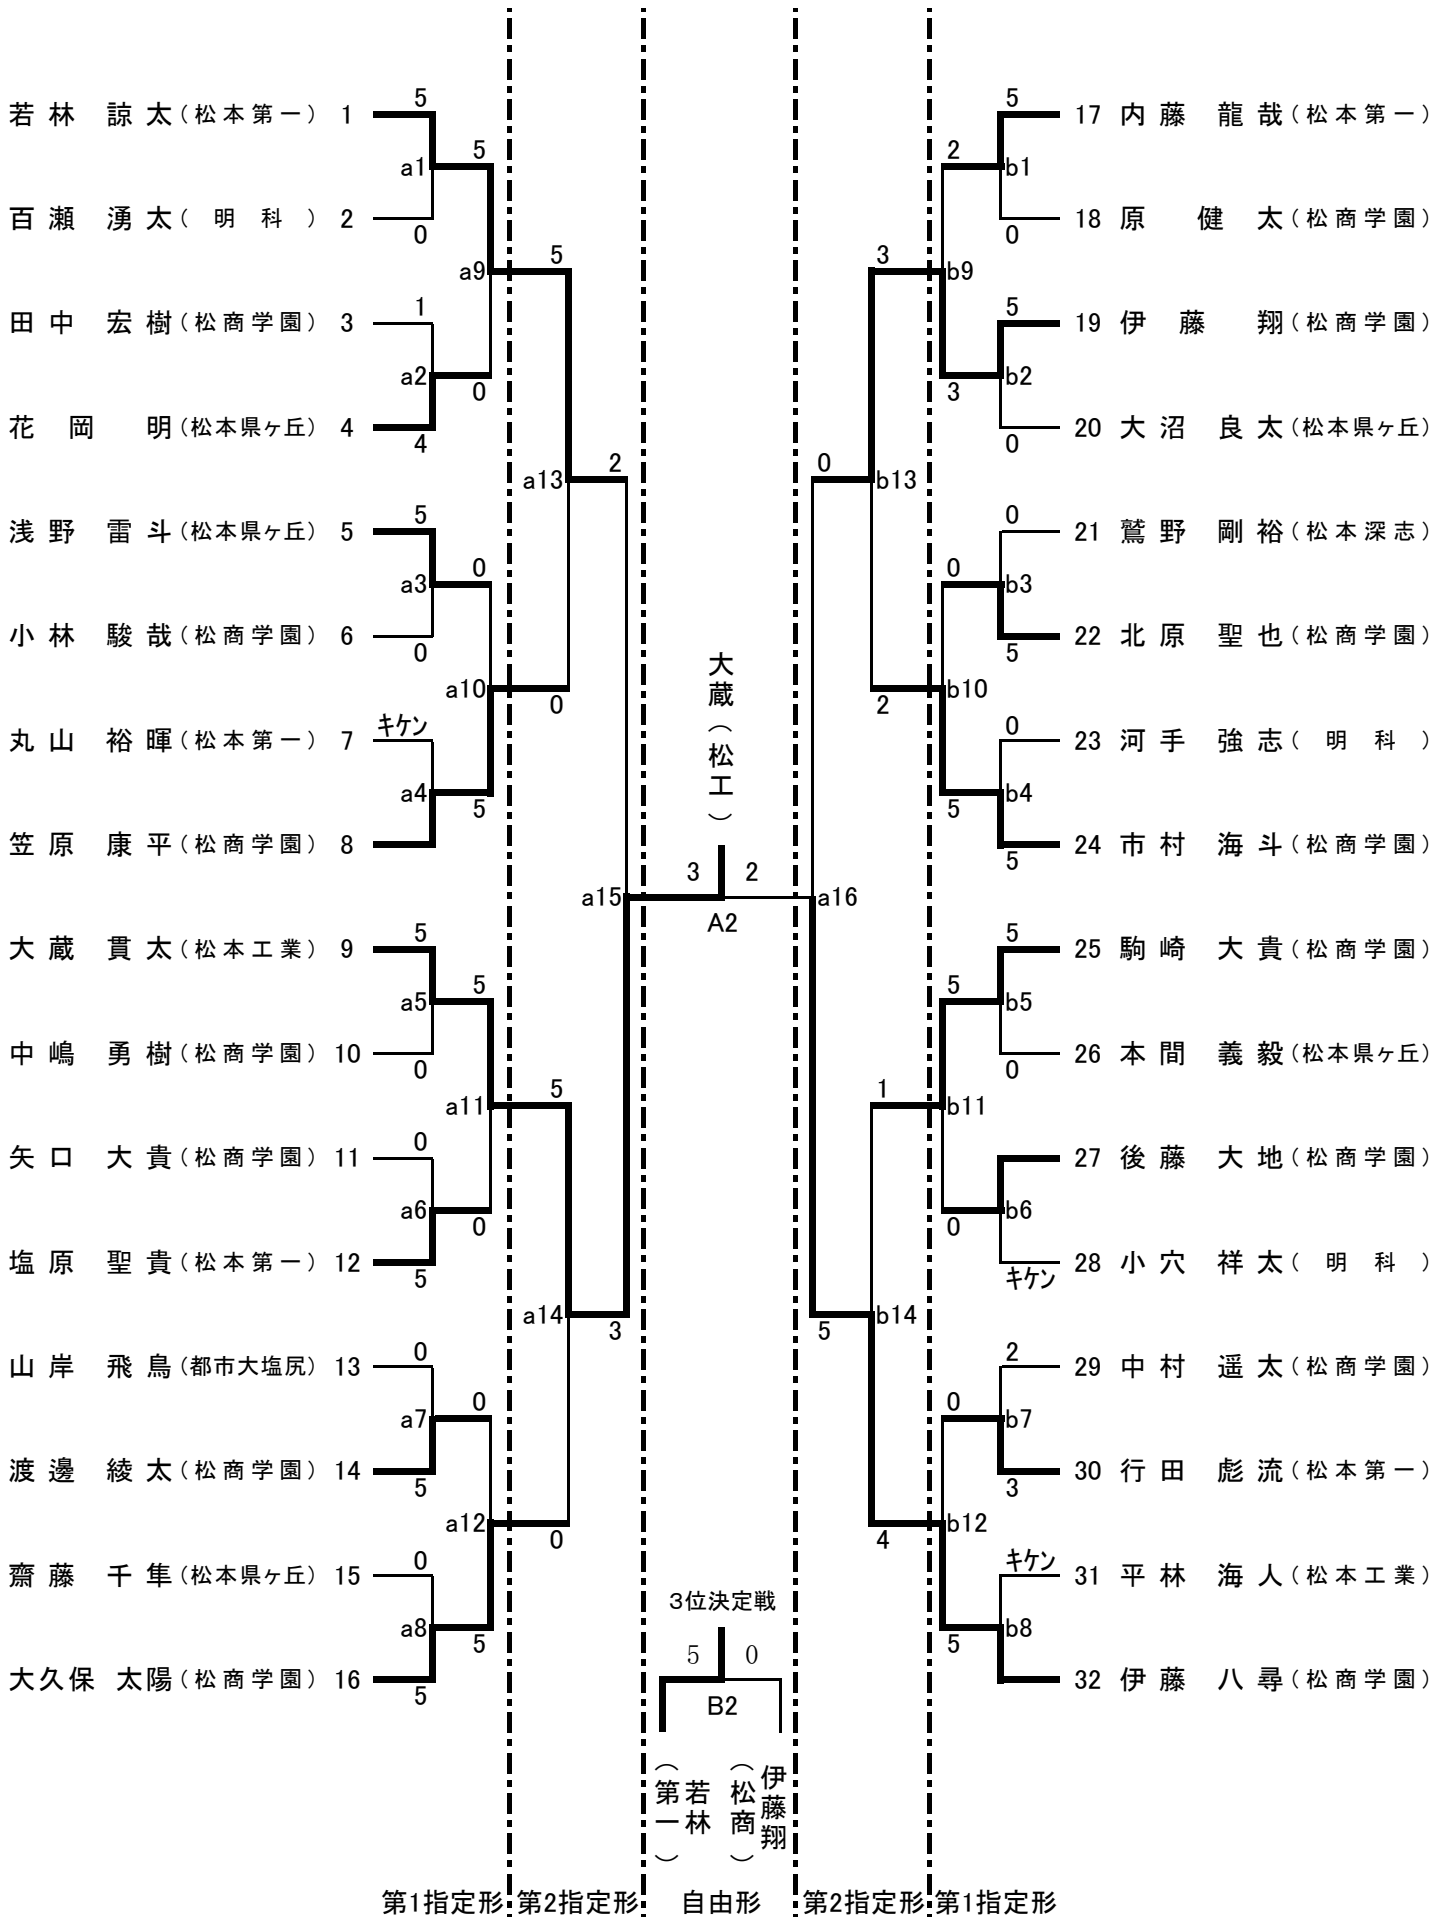 若林 諒太（松本第一） 1
百瀬 湧太（ 明 科 ） 2
田中 宏樹（松商学園） 3
花岡 明（松本県ヶ丘） 4
浅野 雷斗（松本県ヶ丘） 5
小林 駿哉（松商学園） 6
丸山 裕暉（松本第一） 7
笠原 康平（松商学園） 8
大蔵 貫太（松本工業） 9
中嶋 勇樹（松商学園） 10
矢口 大貴（松商学園） 11
塩原 聖貴（松本第一） 12
山岸 飛鳥（都市大塩尻） 13
渡邊 綾太（松商学園） 14
齋藤 千隼（松本県ヶ丘） 15
大久保 太陽（松商学園） 16
5
a1
0
1
a2
4
5
a3
0
キケン
a4
5
a5
0
0
a6
5
0
a7
5
0
a8
5
5
a9
0
0
a10
5
5
a11
0
0
a12
5
5
a13
0
5
a14
0
2
a15
3
大蔵（松工）
3 2
A2
3位決定戦
5 0
B2
若林（第一）
伊藤翔（松商）
0
a16
5
3
b13
2
1
b14
4
2
b9
3
0
b10
5
5
b11
0
0
b12
5
5
b1
0
5
b2
0
0
b3
5
0
b4
5
5
b5
0
b6
キケン
2
b7
3
キケン
b8
17 内藤 龍哉（松本第一）
18 原 健太（松商学園）
19 伊藤 翔（松商学園）
20 大沼 良太（松本県ヶ丘）
21 鷲野 剛裕（松本深志）
22 北原 聖也（松商学園）
23 河手 強志（ 明 科 ）
24 市村 海斗（松商学園）
25 駒崎 大貴（松商学園）
26 本間 義毅（松本県ヶ丘）
27 後藤 大地（松商学園）
28 小穴 祥太（ 明 科 ）
29 中村 遥太（松商学園）
30 行田 彪流（松本第一）
31 平林 海人（松本工業）
32 伊藤 八尋（松商学園）
第1指定形 第2指定形 自由形 第2指定形 第1指定形